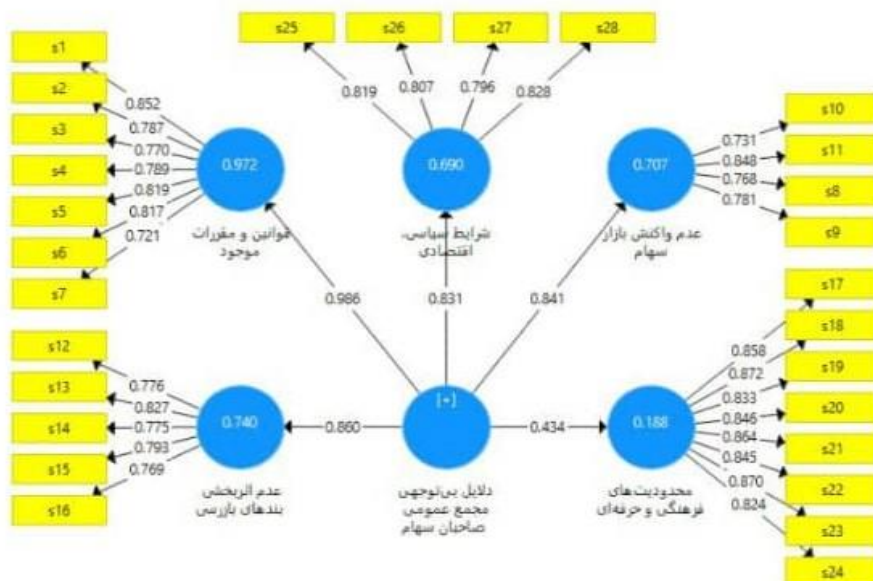 s25
s26
s27
s28
0.819
0.807
0.796
0.828
s1
s2
s3
s4
s5
s6
s7
0.852
0.787
0.770
0.789
0.819
0.817
0.721
0.972
قوانین و مقررات
موجود
0.690
شرایط سیاسی،
اقتصادی
0.707
عدم واکنش بازار
سهام
0.731
0.848
0.768
0.781
s10
s11
s8
s9
0.986
0.831
0.841
s12
s13
s14
s15
s16
0.776
0.827
0.775
0.793
0.769
0.740
عدم اثربخشی
بندهای بازرسی
0.860
[+]
دلایل بی‌توجهی
مجمع عمومی
صاحبان سهام
0.434
0.188
محدودیت‌های
فرهنگی و حرفه‌ای
0.858
0.872
0.833
0.846
0.864
0.845
0.870
0.824
s17
s18
s19
s20
s21
s22
s23
s24